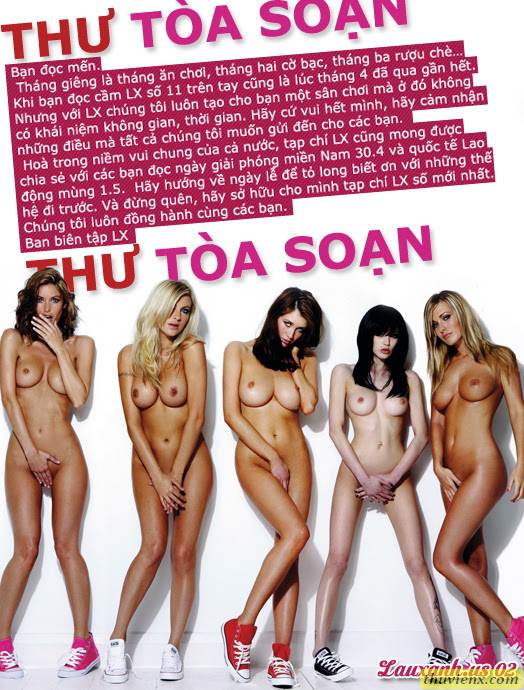 THƯ TÒA SOẠN
Bạn đọc mến.
Tháng giêng là tháng ăn chơi, tháng hai cờ bạc, tháng ba rượu chè...
Khi bạn đọc cầm LX số 11 trên tay cũng là lúc tháng 4 đã qua gần hết.
Nhưng với LX chúng tôi luôn tạo cho bạn một sân chơi mà ở đó không
có khái niệm không gian, thời gian. Hãy cứ vui hết mình, hãy cảm nhận
những điều mà tất cả chúng tôi muốn gửi đến cho các bạn.
Hoà trong niềm vui chung của cả nước, tạp chí LX cũng mong được
chia sẻ với các bạn đọc ngày giải phóng miền Nam 30.4 và quốc tế Lao
động mùng 1.5. Hãy hướng về ngày lễ để tỏ long biết ơn với những thế
hệ đi trước. Và đừng quên, hãy sở hữu cho mình tạp chí LX số mới nhất.
Chúng tôi luôn đồng hành cùng các bạn.
Ban biên tập LX
THƯ TÒA SOẠN
Lauxanh.us 02
thuvienx.com